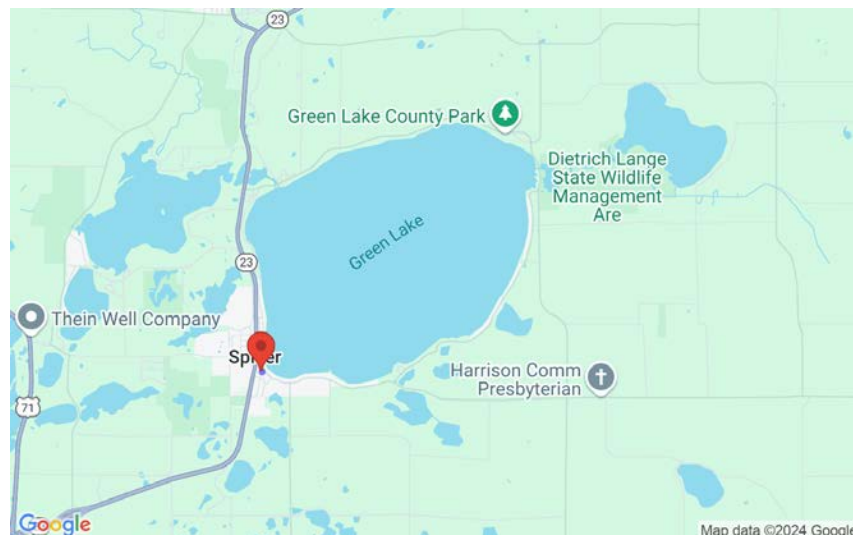 23
Green Lake County Park
Dietrich Lange
State Wildlife
Management
Are
Green Lake
23
Thein Well Company
Harrison Comm
Presbyterian
71
Google
Map data ©2024 Google